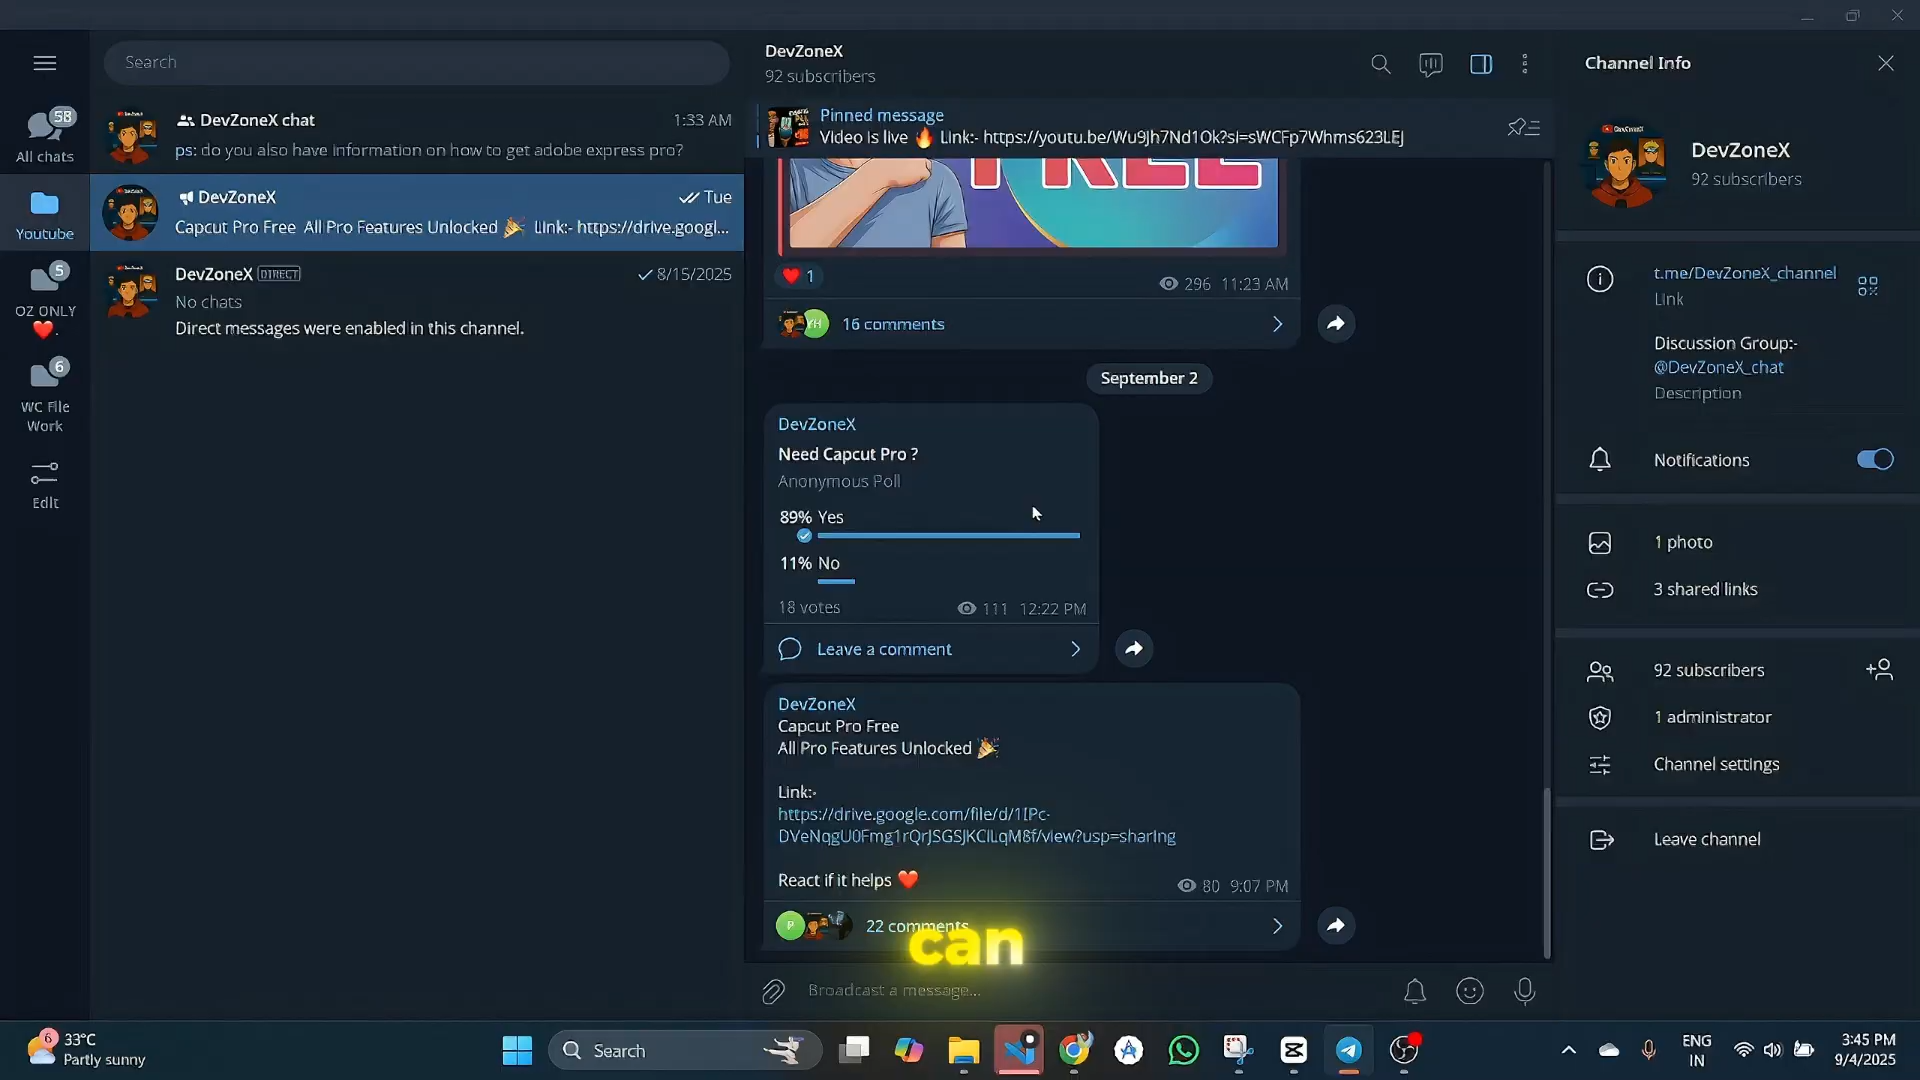 Search
DevZoneX
92 subscribers
Channel Info
58
All chats
DevZoneX chat
1:33 AM
ps: do you also have information on how to get adobe express pro?
Pinned message
Video is live 🔥 Link:- https://youtu.be/Wu9Jh7Nd1Ok?si=sWCFp7Whms623LEJ
DevZoneX
92 subscribers
Youtube
DevZoneX
Tue
Capcut Pro Free All Pro Features Unlocked 🎉 Link:- https://drive.googl...
FREE
❤️ 1
296 11:23 AM
YH
16 comments
DevZoneX DIRECT
8/15/2025
No chats
Direct messages were enabled in this channel.
5
OZ ONLY
❤️ .
6
WC File
Work
Edit
t.me/DevZoneX_channel
Link
Discussion Group:-
@DevZoneX_chat
Description
Notifications
September 2
DevZoneX
Need Capcut Pro ?
Anonymous Poll
89% Yes
11% No
18 votes
111 12:22 PM
Leave a comment
1 photo
3 shared links
92 subscribers
1 administrator
Channel settings
Leave channel
DevZoneX
Capcut Pro Free
All Pro Features Unlocked 🎉
Link:-
https://drive.google.com/file/d/1IPc-
DVeNqgU0Fmg1rQrJSGSJKCILqM8f/view?usp=sharing
React if it helps ❤️
80 9:07 PM
P
22 comments
can
Broadcast a message...
6
33°C
Partly sunny
Search
ENG
IN
3:45 PM
9/4/2025